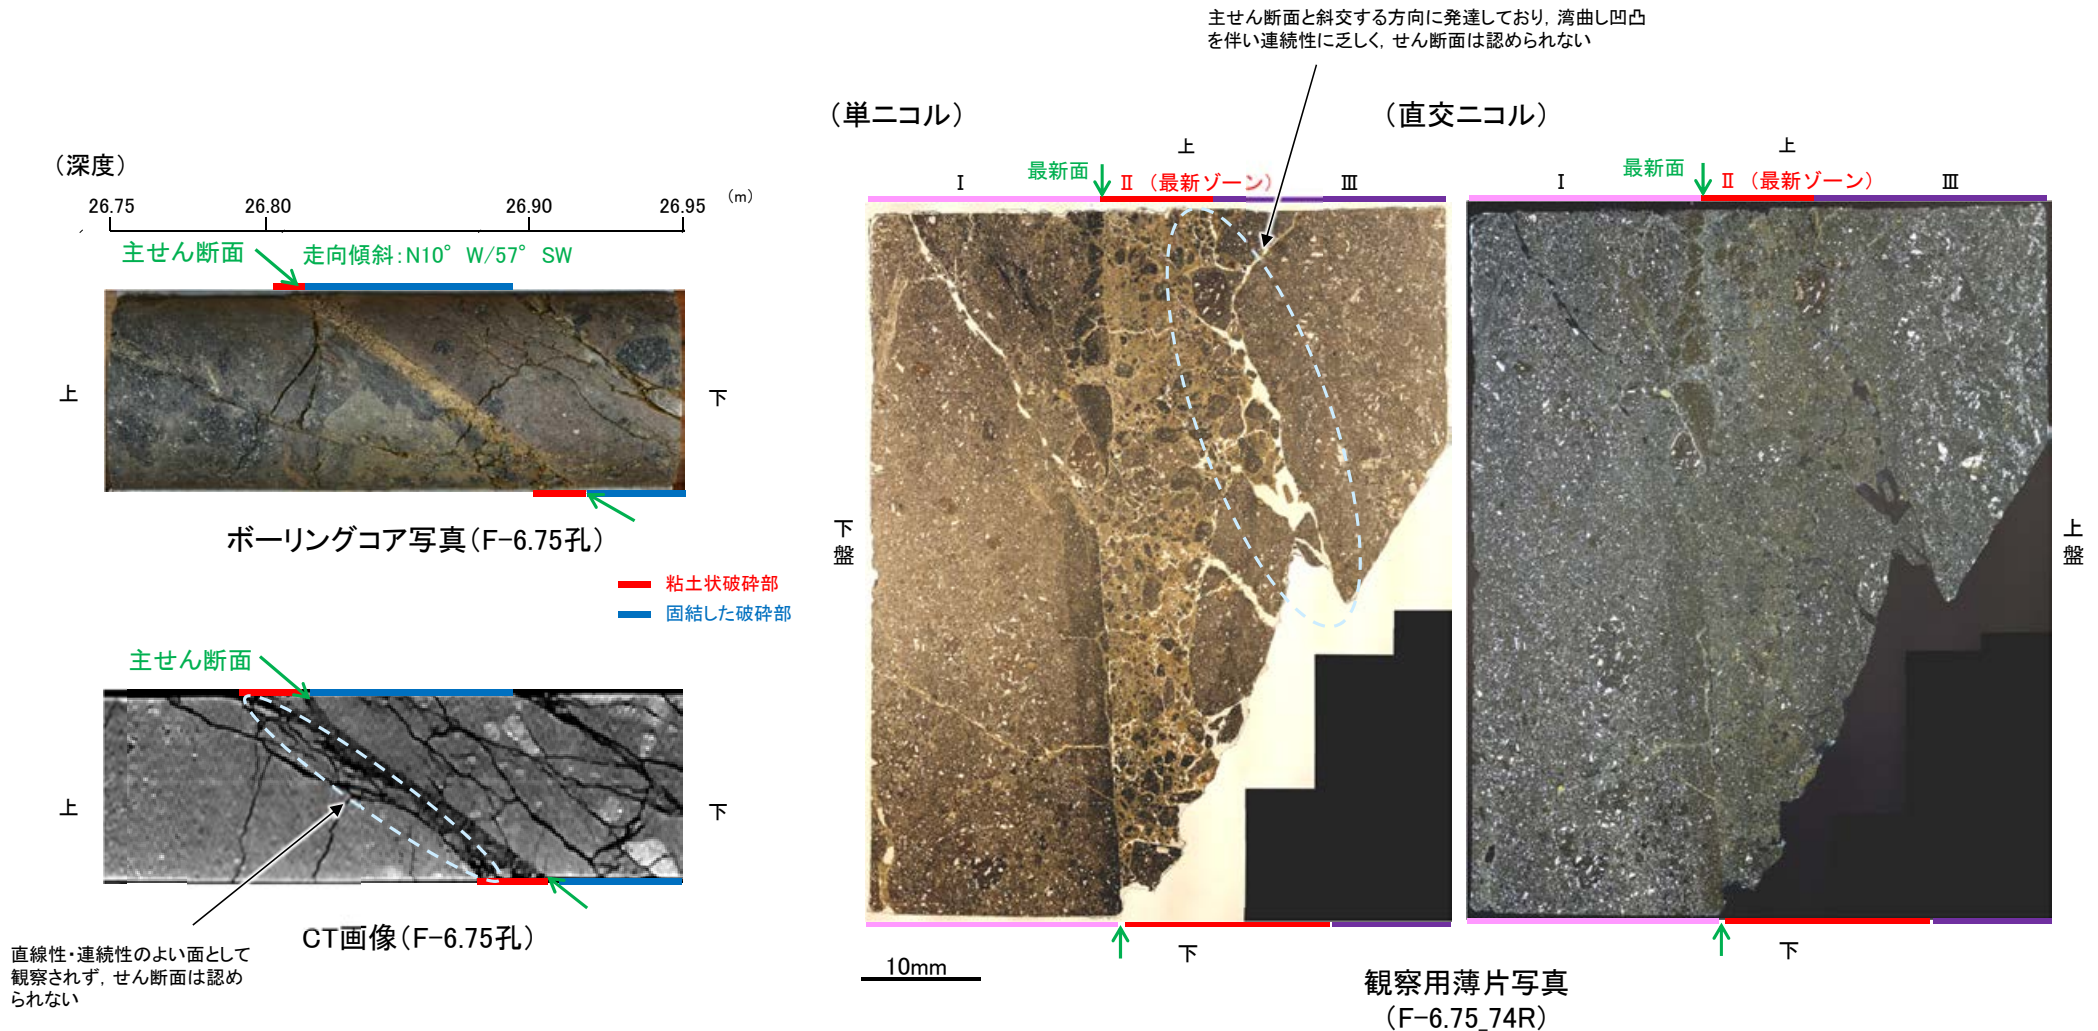 主せん断面と斜交する方向に発達しており，湾曲し凹凸
を伴い連続性に乏しく，せん断面は認められない
（単ニコル）
（直交ニコル）
（深度）
26.75
26.80
26.90
26.95
(m)
主せん断面
走向傾斜：N10°W/57°SW
上
下
ボーリングコア写真（F-6.75孔）
粘土状破砕部
固結した破砕部
主せん断面
上
下
CT画像（F-6.75孔）
直線性・連続性のよい面として
観察されず，せん断面は認め
られない
上
最新面
Ⅰ
Ⅱ（最新ゾーン）
Ⅲ
下
盤
下
10mm
上
最新面
Ⅰ
Ⅱ（最新ゾーン）
Ⅲ
上
盤
下
観察用薄片写真
（F-6.75_74R）